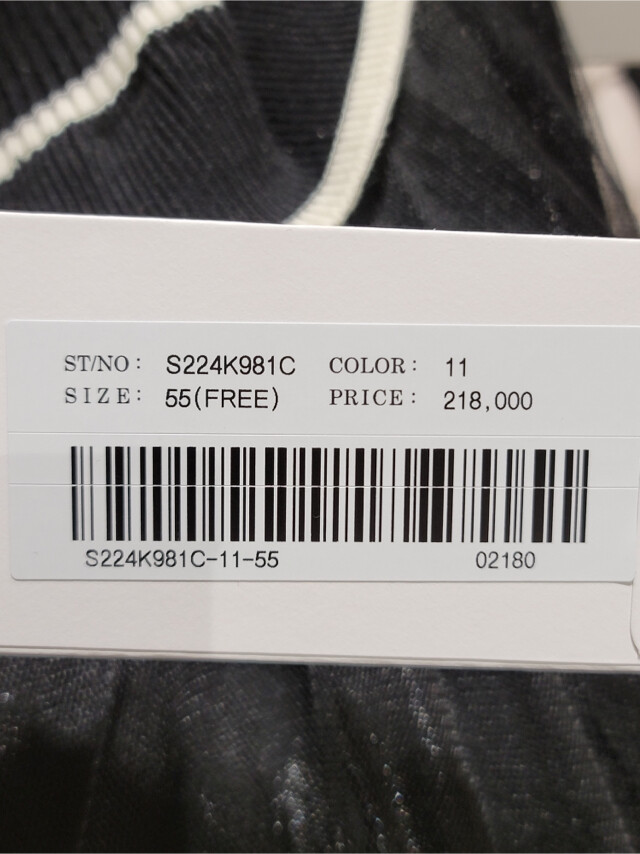 ST/NO : S224K981C COLOR : 11
SIZE : 55(FREE) PRICE : 218,000
S224K981C-11-55 02180